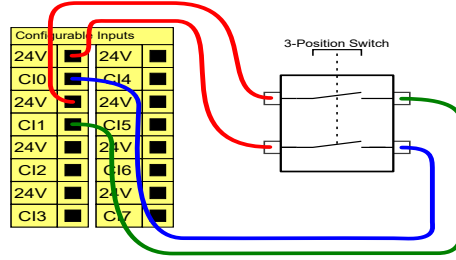 Configurable Inputs
24V 24V
CI0 CI4
24V 24V
CI1 CI5
24V 24V
CI2 CI6
24V 24V
CI3 CI7
3-Position Switch